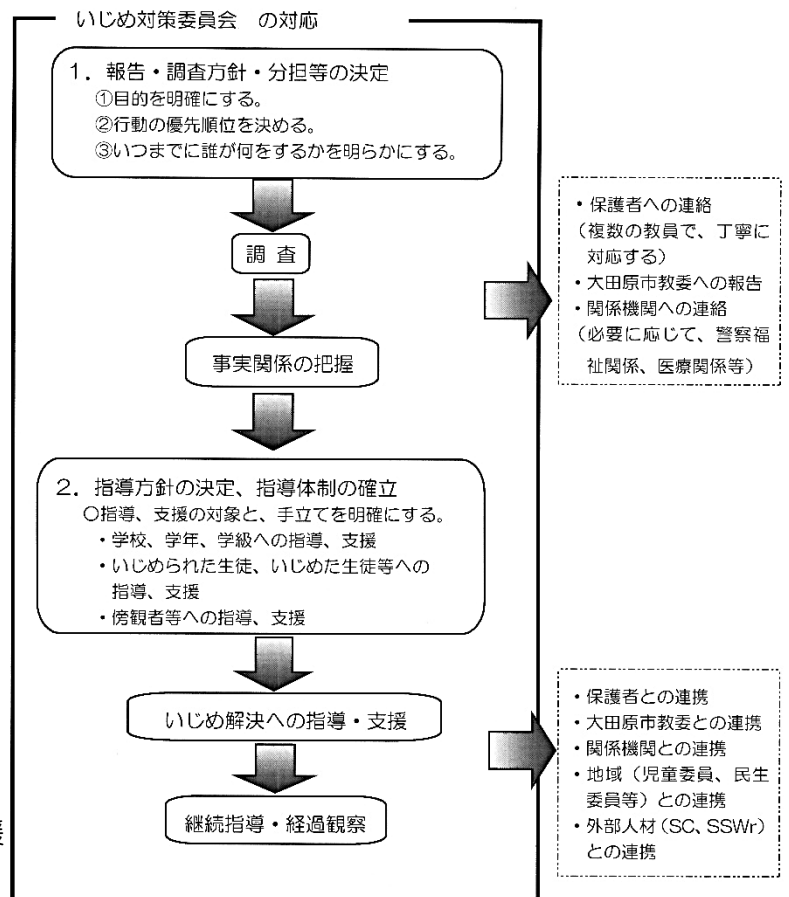 いじめ対策委員会 の対応
1．報告・調査方針・分担等の決定
①目的を明確にする。
②行動の優先順位を決める。
③いつまでに誰が何をするかを明らかにする。
調 査
事実関係の把握
・保護者への連絡
（複数の教員で、丁寧に
対応する）
・大田原市教委への報告
・関係機関への連絡
（必要に応じて、警察福
祉関係、医療関係等）
2．指導方針の決定、指導体制の確立
○指導、支援の対象と、手立てを明確にする。
・学校、学年、学級への指導、支援
・いじめられた生徒、いじめた生徒等への
指導、支援
・傍観者等への指導、支援
いじめ解決への指導・支援
継続指導・経過観察
・保護者との連携
・大田原市教委との連携
・関係機関との連携
・地域（児童委員、民生
委員等）との連携
・外部人材（SC、SSWr）
との連携